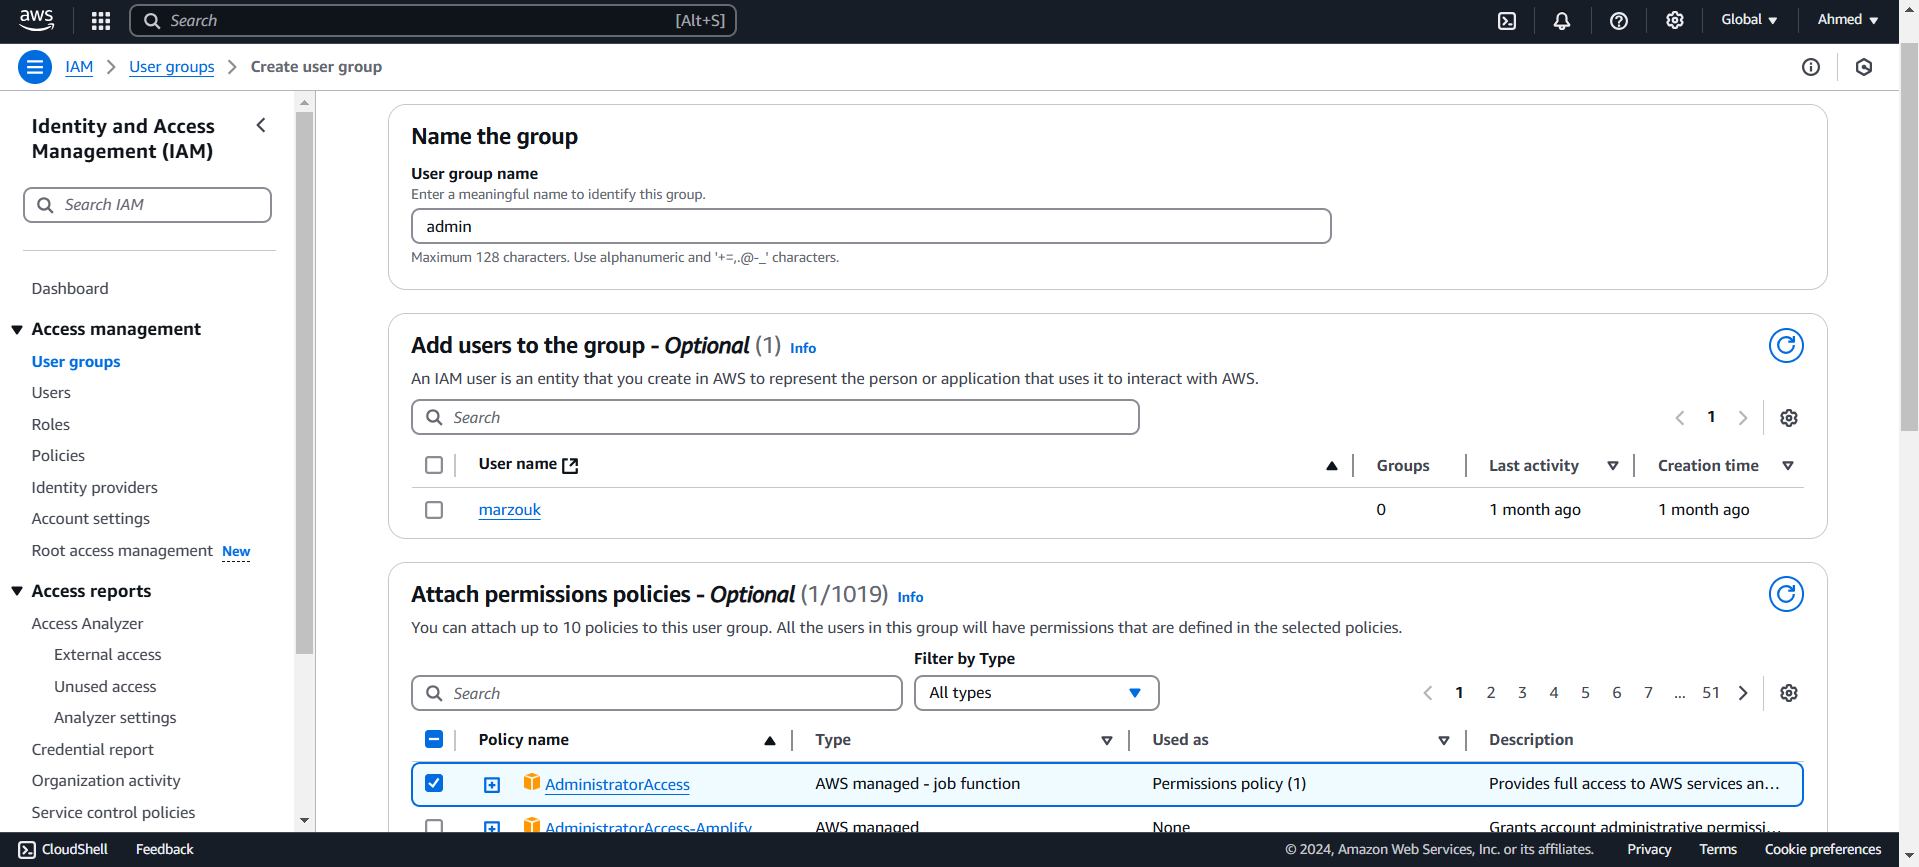 aws Search [Alt+S] Global Ahmed
IAM User groups Create user group
Identity and Access
Management (IAM)
Search IAM
Dashboard
Access management
User groups
Users
Roles
Policies
Identity providers
Account settings
Root access management New
Access reports
Access Analyzer
External access
Unused access
Analyzer settings
Credential report
Organization activity
Service control policies
Name the group
User group name
Enter a meaningful name to identify this group.
admin
Maximum 128 characters. Use alphanumeric and '+=,.@-_' characters.
Add users to the group - Optional (1) Info
An IAM user is an entity that you create in AWS to represent the person or application that uses it to interact with AWS.
Search
1
User name Groups Last activity Creation time
marzouk 0 1 month ago 1 month ago
Attach permissions policies - Optional (1/1019) Info
You can attach up to 10 policies to this user group. All the users in this group will have permissions that are defined in the selected policies.
Filter by Type
Search All types 1 2 3 4 5 6 7 ... 51
Policy name Type Used as Description
AdministratorAccess AWS managed - job function Permissions policy (1) Provides full access to AWS services an...
AdministratorAccess-Amplify AWS managed None Grants account administrative permissi...
CloudShell Feedback © 2024, Amazon Web Services, Inc. or its affiliates. Privacy Terms Cookie preferences